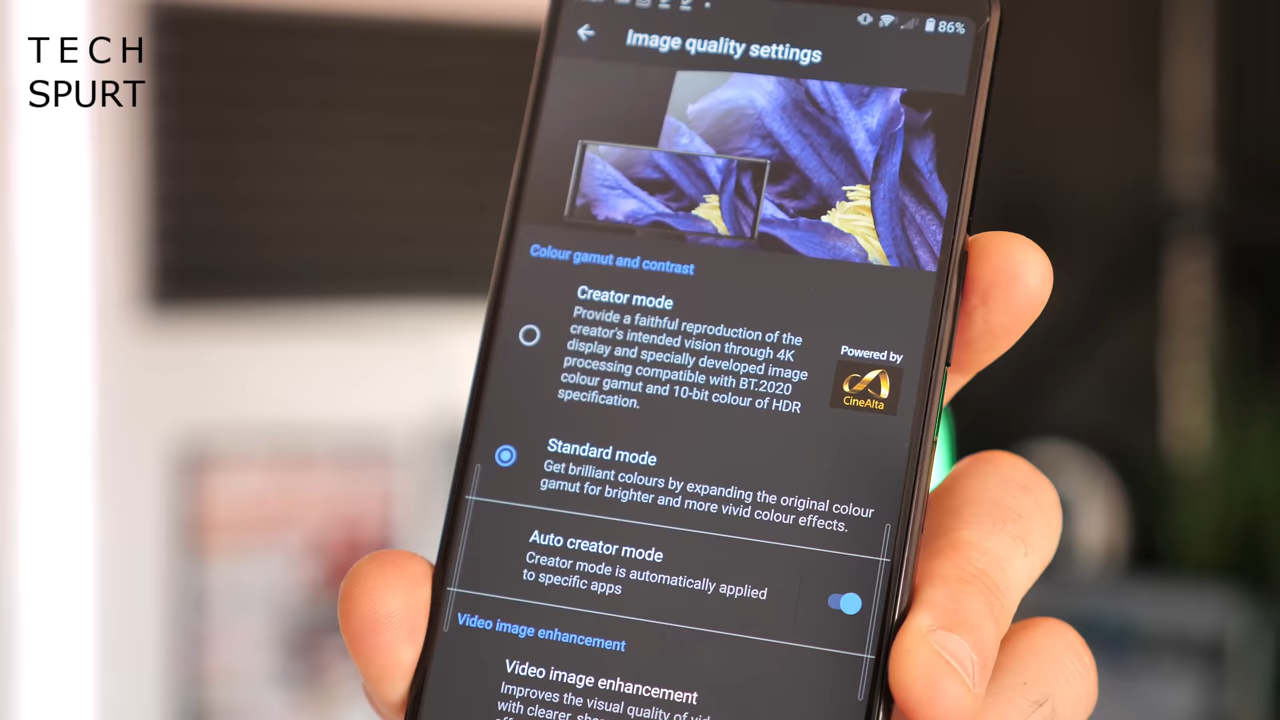 TECH
SPURT
86%
Image quality settings
Colour gamut and contrast
Creator mode
Provide a faithful reproduction of the
creator's intended vision through 4K
display and specially developed image
processing compatible with BT.2020
colour gamut and 10-bit colour of HDR
specification.
Powered by
CineAlta
Standard mode
Get brilliant colours by expanding the original colour
gamut for brighter and more vivid colour effects.
Auto creator mode
Creator mode is automatically applied
to specific apps
Video image enhancement
Video image enhancement
Improves the visual quality of
with clearer,